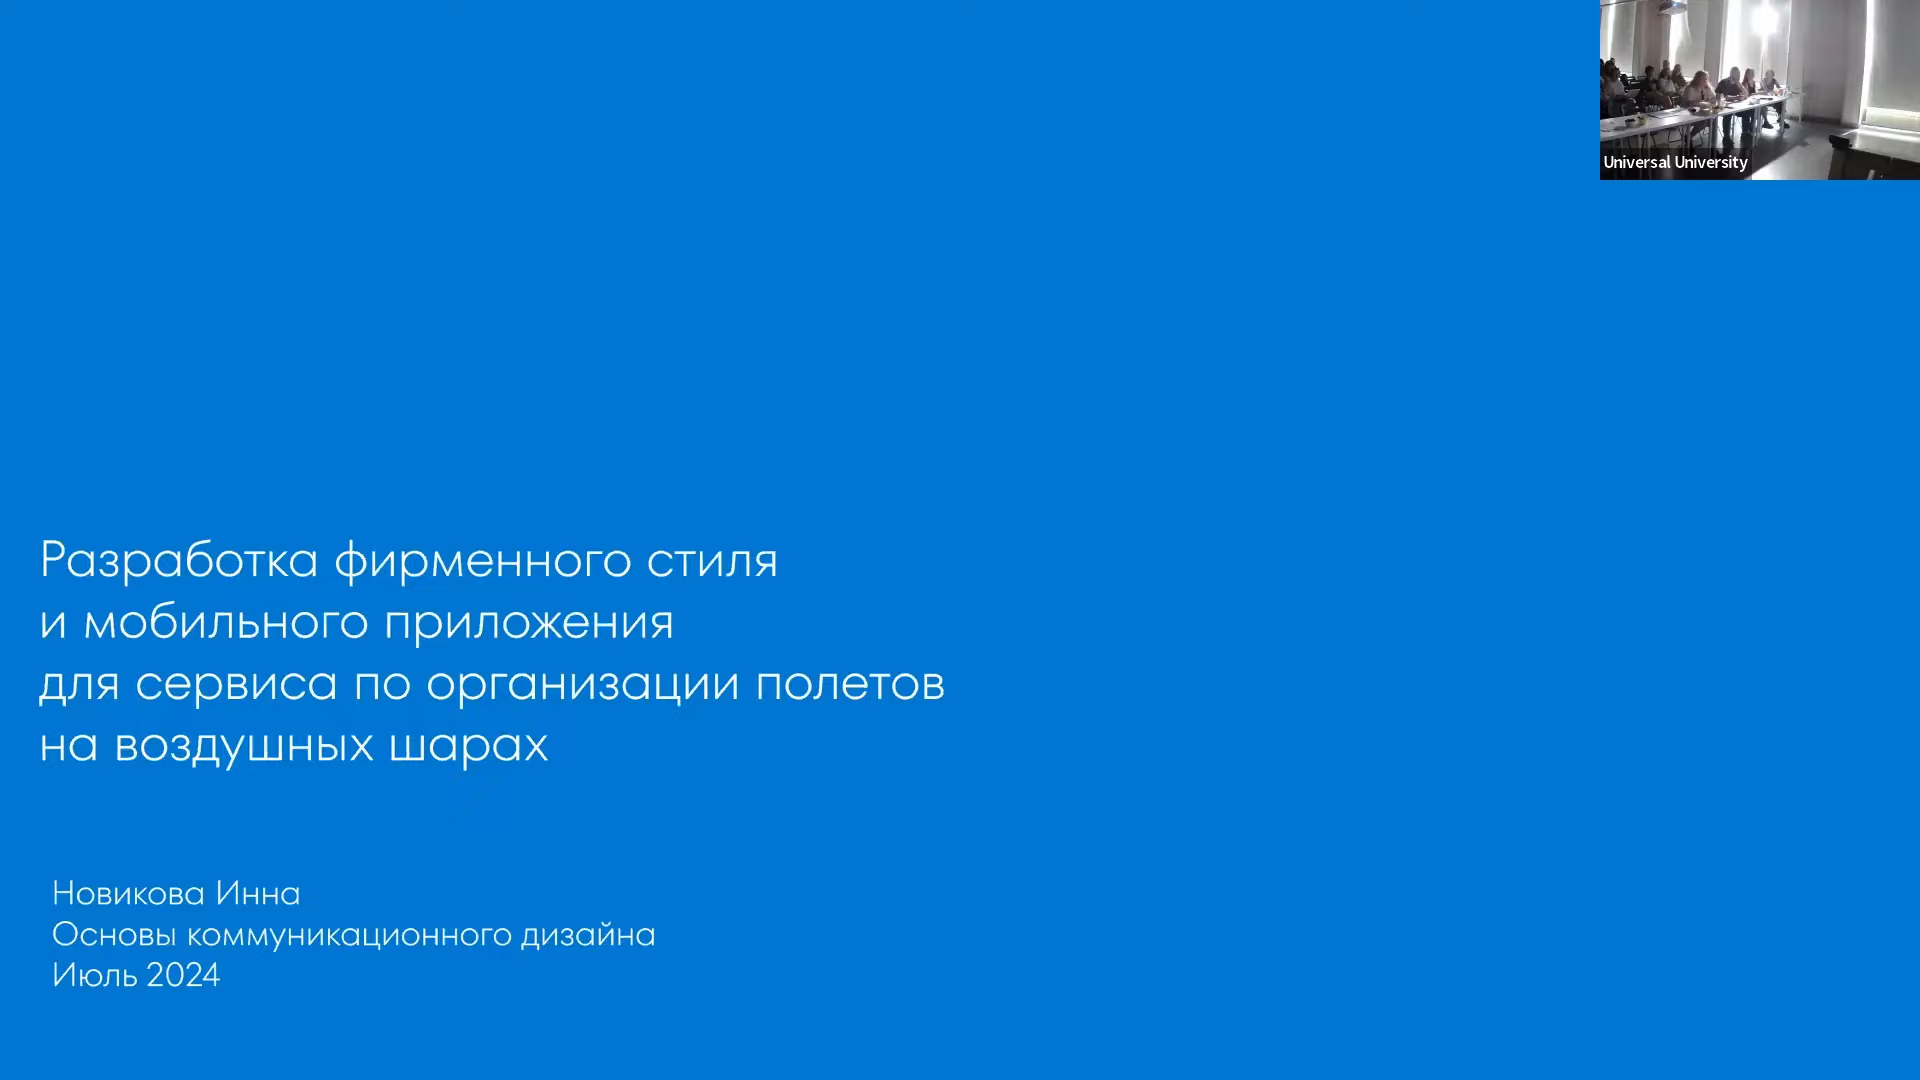 Universal University
Разработка фирменного стиля
и мобильного приложения
для сервиса по организации полетов
на воздушных шарах
Новикова Инна
Основы коммуникационного дизайна
Июль 2024